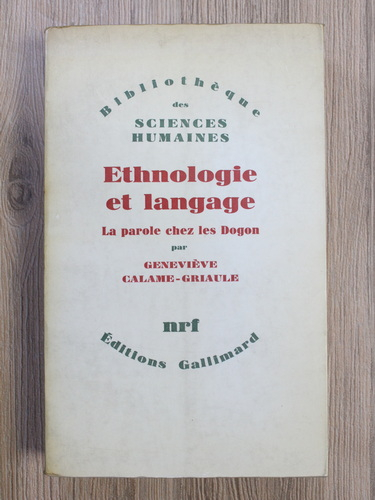 Bibliothèque
des
SCIENCES
HUMAINES
Ethnologie
et langage
La parole chez les Dogon
par
GENEVIÈVE
CALAME-GRIAULE
nrf
Éditions Gallimard